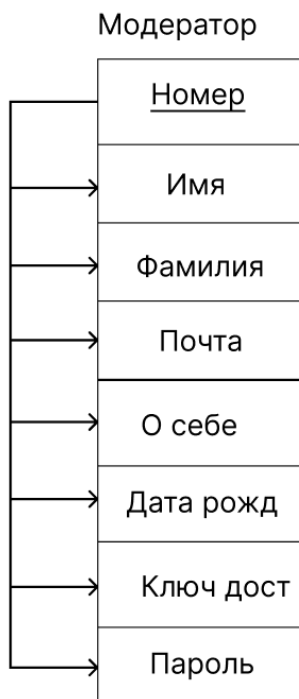 Модератор
Номер
Имя
Фамилия
Почта
О себе
Дата рожд
Ключ дост
Пароль